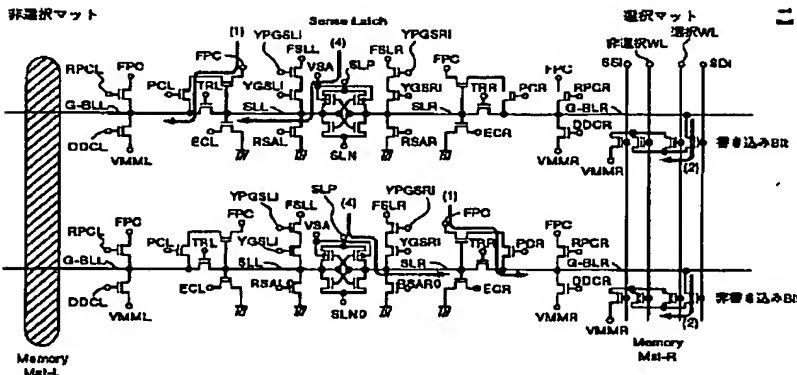 非選択マット
Sense Latch
選択マット
(1)
YPGSLI
FSLL
(4)
FSLR
YPGSRI
非選択WL
選択WL
FPC
FPC
VSA
SLP
FPC
SSI
SDI
RPCL
PCL
TRL
YGSLI
YGSRI
TRR
PCR
RPCR
G-BLL
SLL
SLR
G-BLR
DDCL
DDCR
書き込みBit
ECL
RSAL
SLN
RSAR
ECR
VMML
VMMR
VMMR
(2)
YPGSLI
FSLL
SLP
(4)
FSLR
YPGSRI
(1)
FPC
FPC
VSA
FPC
FPC
RPCL
PCL
TRL
YGSLI
YGSRI
TRR
PCR
RPCR
G-BLL
SLL
SLR
G-BLR
DDCL
DDCR
非書き込みBit
ECL
RSAL0
SLN0
RSAR0
ECR
VMML
VMMR
VMMR
(2)
Memory
Mat-L
Memory
Mat-R